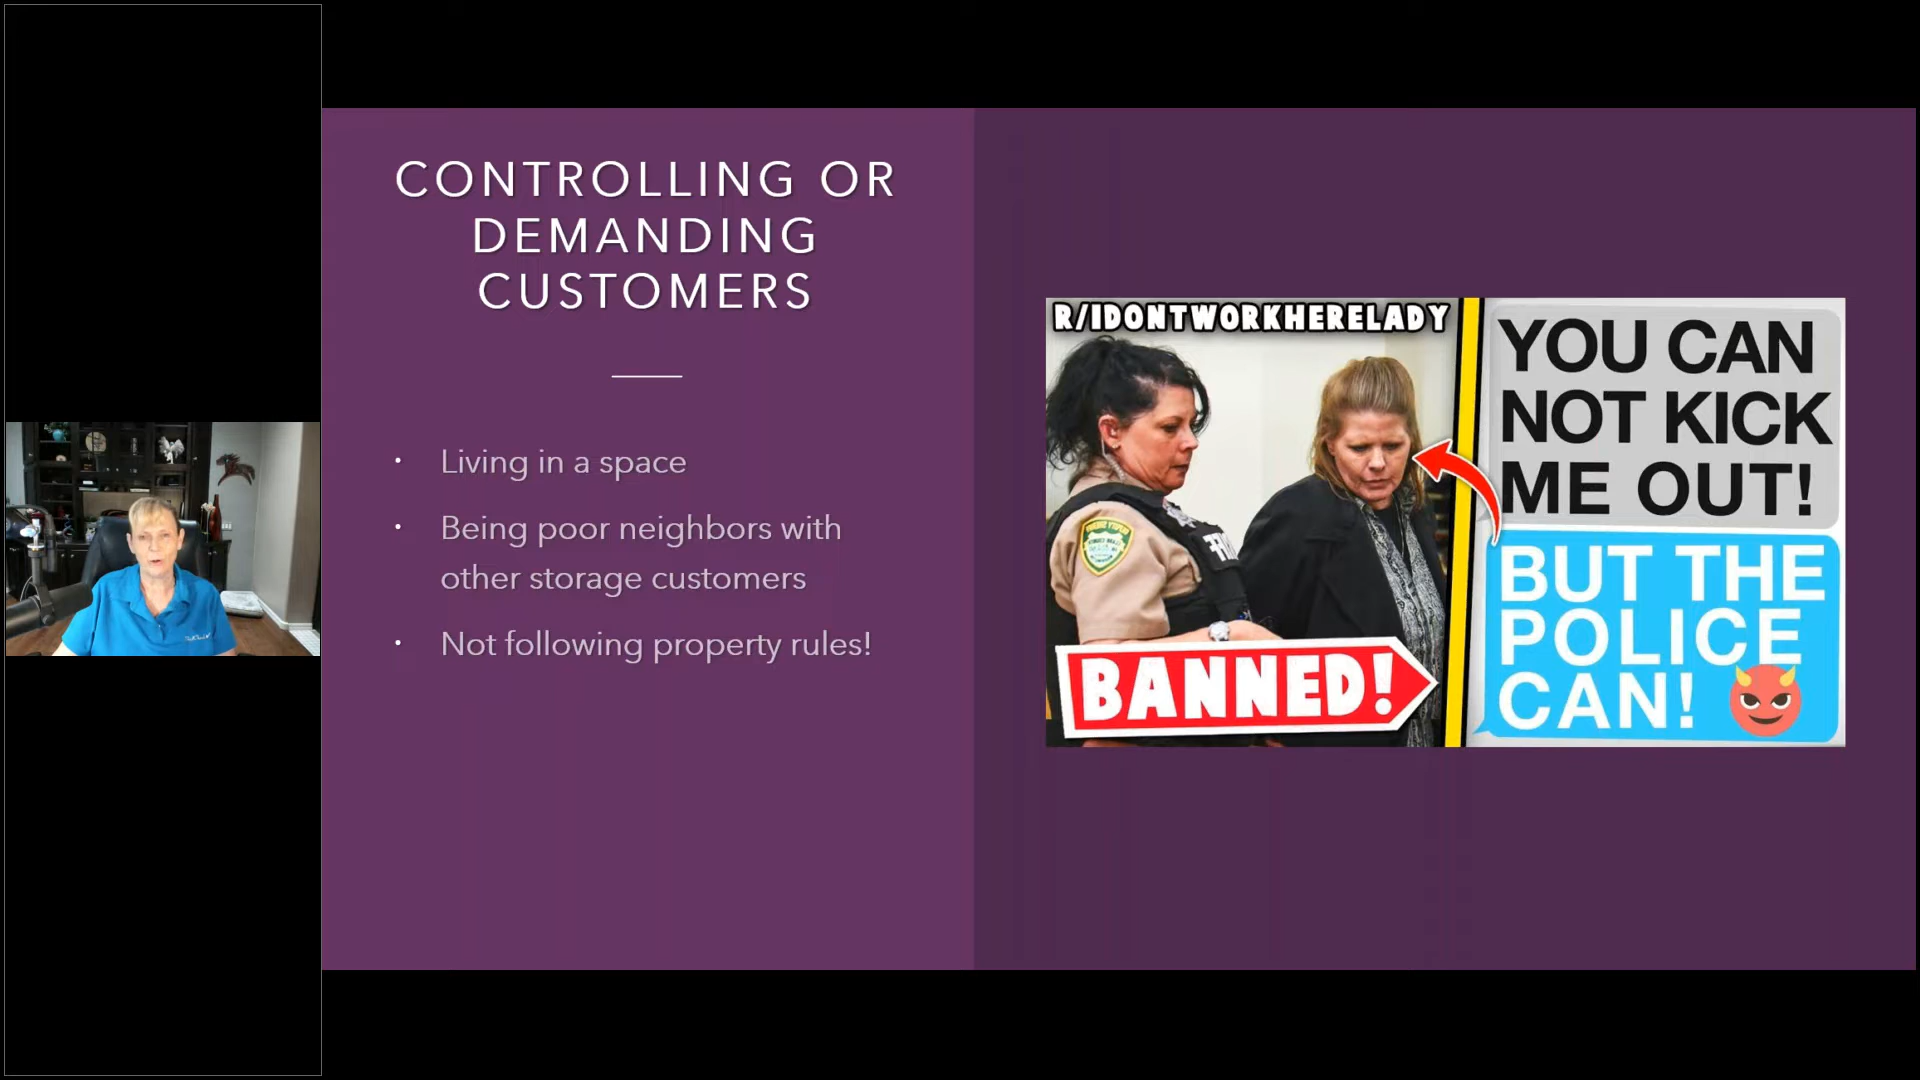 CONTROLLING OR
DEMANDING
CUSTOMERS
• Living in a space
• Being poor neighbors with
other storage customers
• Not following property rules!
R/IDONTWORKHERELADY
BANNED!
YOU CAN
NOT KICK
ME OUT!
BUT THE
POLICE
CAN!